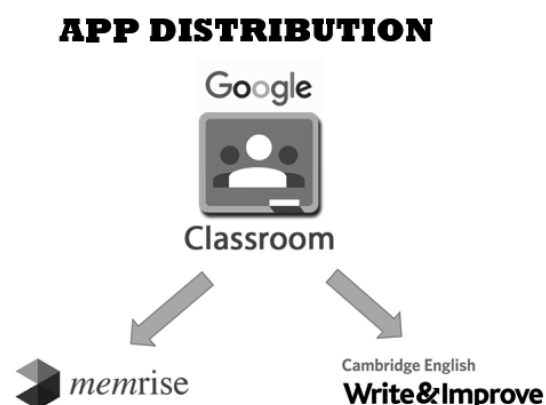 APP DISTRIBUTION
Google
Classroom
memrise
Cambridge English
Write&Improve